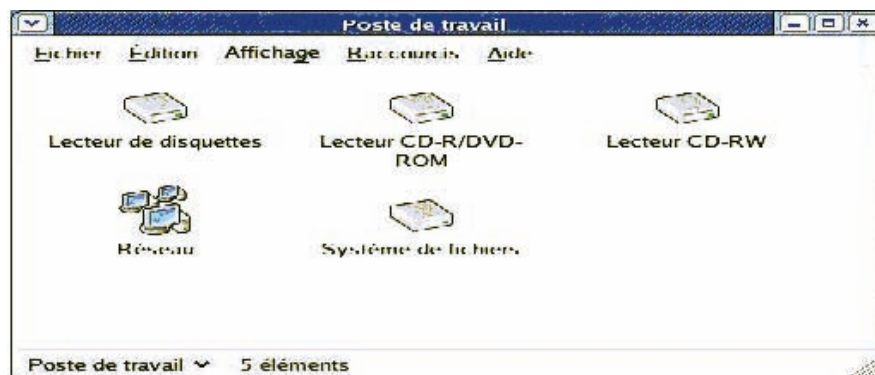 Poste de travail
Fichier Édition Affichage Raccourcis Aide
Lecteur de disquettes Lecteur CD-R/DVD- Lecteur CD-RW
ROM
Réseau Système de fichiers
Poste de travail 5 éléments